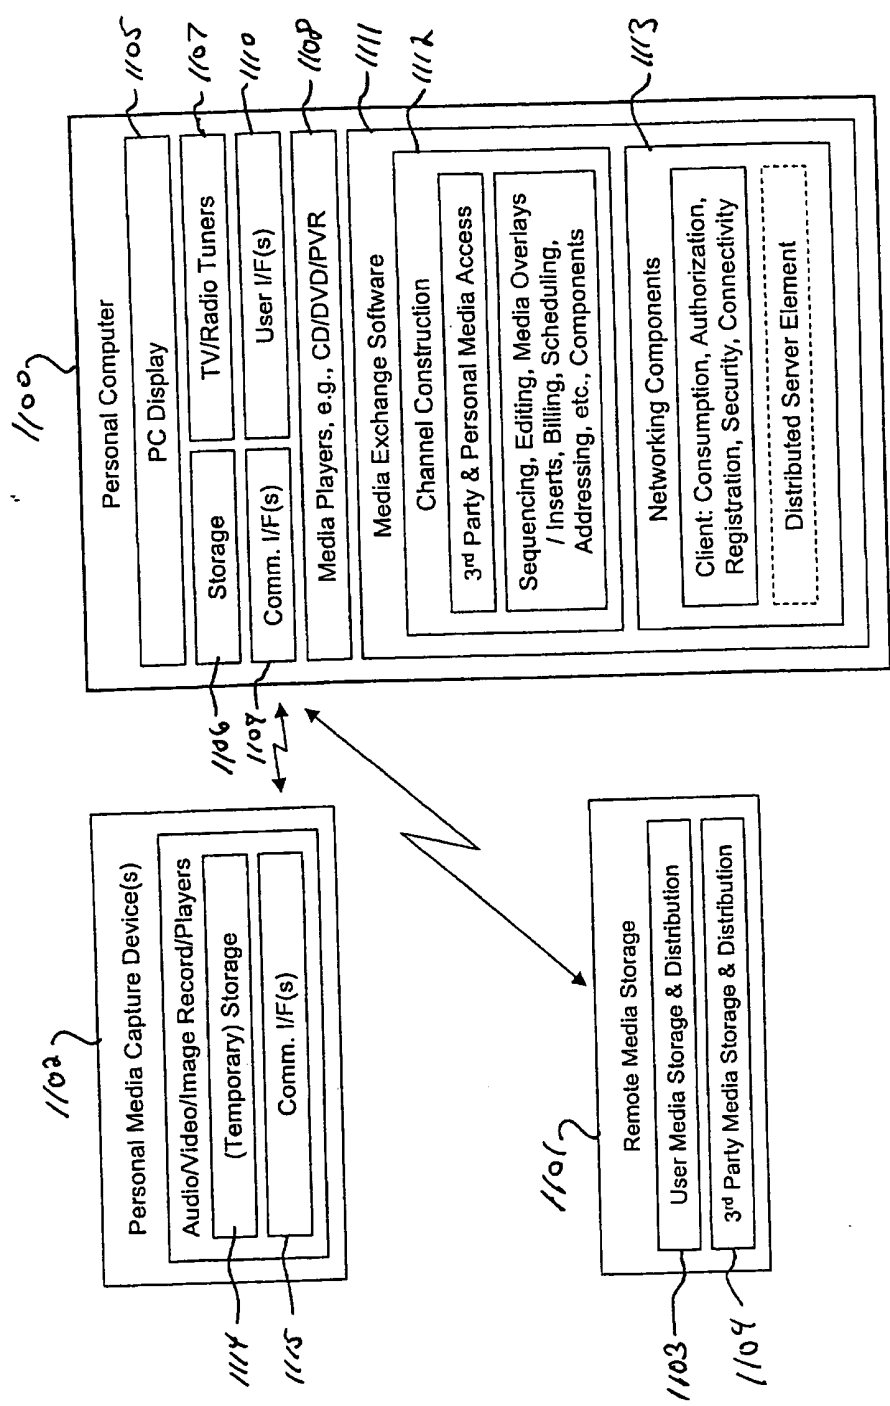 1102
Personal Media Capture Device(s)
Audio/Video/Image Record/Players
1114
(Temporary) Storage
1115
Comm. I/F(s)
1101
Remote Media Storage
1103
User Media Storage & Distribution
1104
3rd Party Media Storage & Distribution
1100
Personal Computer
PC Display
1105
1106
Storage
TV/Radio Tuners
1107
1109
Comm. I/F(s)
User I/F(s)
1110
Media Players, e.g., CD/DVD/PVR
1108
Media Exchange Software
1111
Channel Construction
1112
3rd Party & Personal Media Access
Sequencing, Editing, Media Overlays
/ Inserts, Billing, Scheduling,
Addressing, etc., Components
Networking Components
1113
Client: Consumption, Authorization,
Registration, Security, Connectivity
Distributed Server Element